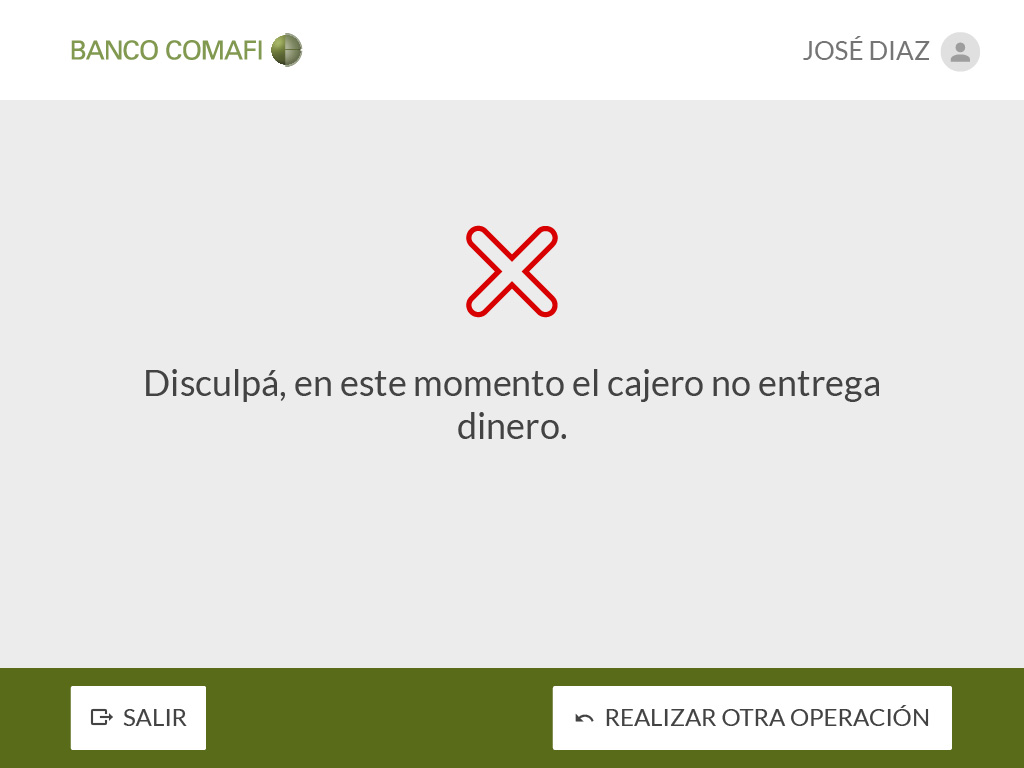 BANCO COMAFI
JOSÉ DIAZ
Disculpá, en este momento el cajero no entrega
dinero.
SALIR
REALIZAR OTRA OPERACIÓN